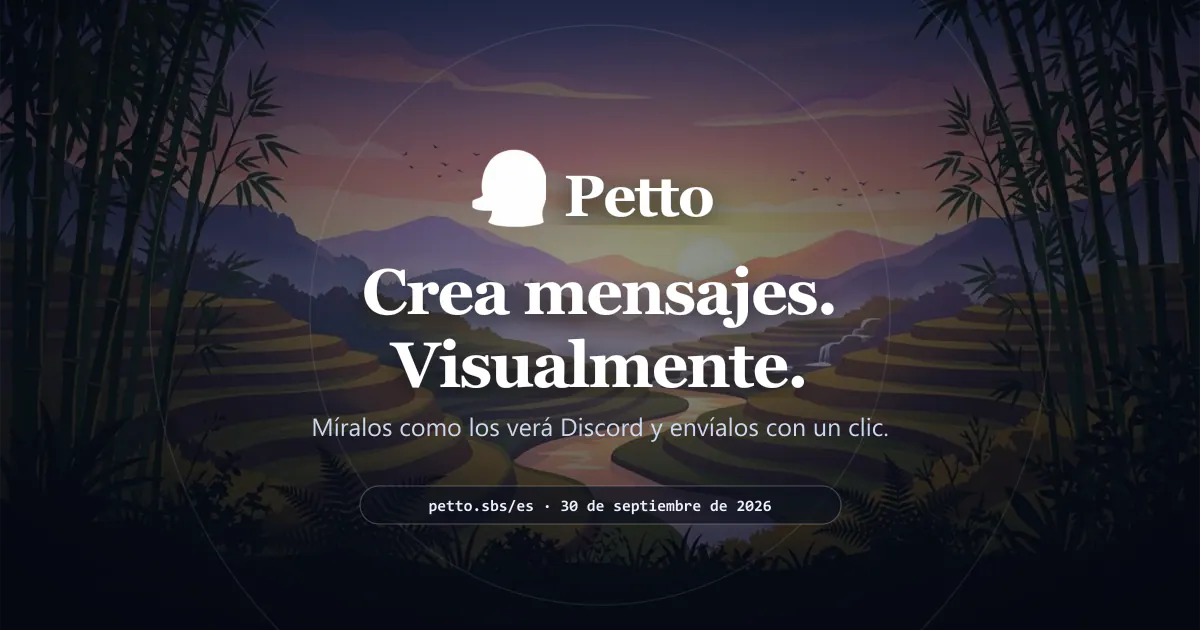 Petto
Crea mensajes.
Visualmente.
Míralos como los verá Discord y envíalos con un clic.
petto.sbs/es · 30 de septiembre de 2026